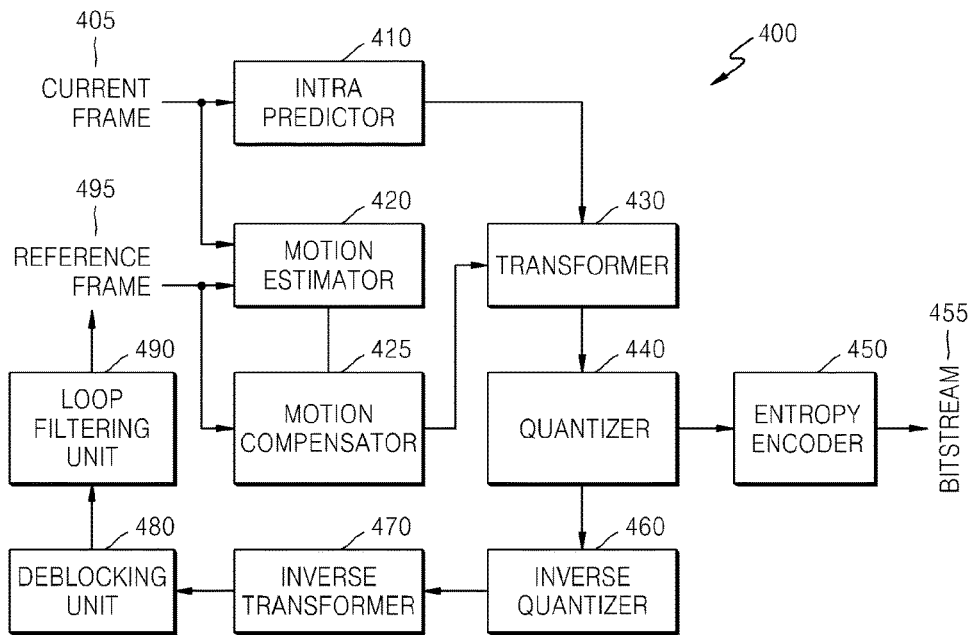 405
410
400
CURRENT
FRAME
INTRA
PREDICTOR
495
420
430
REFERENCE
FRAME
MOTION
ESTIMATOR
TRANSFORMER
490
425
440
450
455
LOOP
FILTERING
UNIT
MOTION
COMPENSATOR
QUANTIZER
ENTROPY
ENCODER
BITSTREAM
480
470
460
DEBLOCKING
UNIT
INVERSE
TRANSFORMER
INVERSE
QUANTIZER